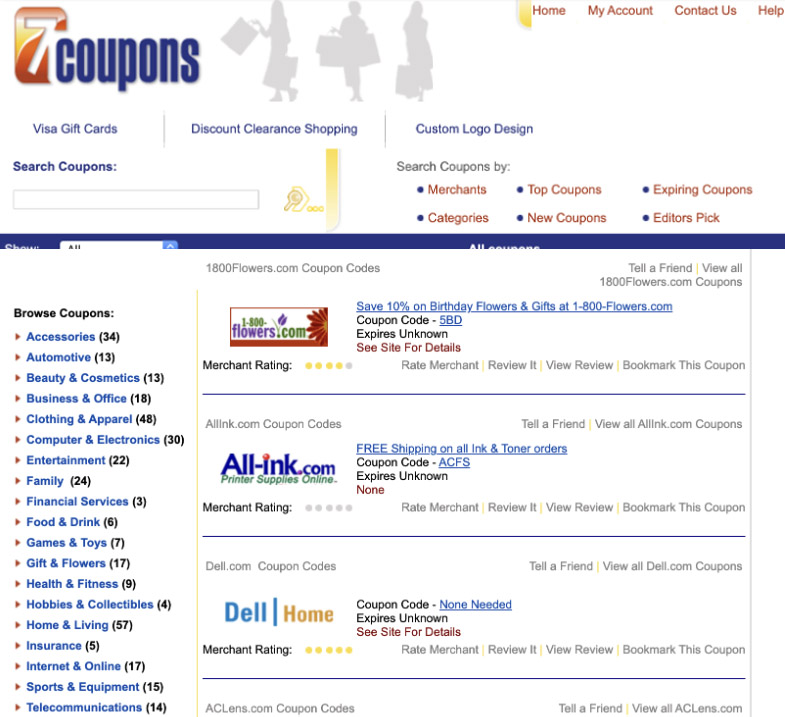 Home My Account Contact Us Help
7coupons
Visa Gift Cards Discount Clearance Shopping Custom Logo Design
Search Coupons:
Search Coupons by:
Merchants Top Coupons Expiring Coupons
Categories New Coupons Editors Pick
Show: All All coupons
1800Flowers.com Coupon Codes
Tell a Friend | View all
1800Flowers.com Coupons
Browse Coupons:
Accessories (34)
Automotive (13)
Beauty & Cosmetics (13)
Business & Office (18)
Clothing & Apparel (48)
Computer & Electronics (30)
Entertainment (22)
Family (24)
Financial Services (3)
Food & Drink (6)
Games & Toys (7)
Gift & Flowers (17)
Health & Fitness (9)
Hobbies & Collectibles (4)
Home & Living (57)
Insurance (5)
Internet & Online (17)
Sports & Equipment (15)
Telecommunications (14)
1-800-
flowers.com
Save 10% on Birthday Flowers & Gifts at 1-800-Flowers.com
Coupon Code - 5BD
Expires Unknown
See Site For Details
Merchant Rating: Rate Merchant | Review It | View Review | Bookmark This Coupon
AllInk.com Coupon Codes Tell a Friend | View all AllInk.com Coupons
All-ink.com
Printer Supplies Online.
FREE Shipping on all Ink & Toner orders
Coupon Code - ACFS
Expires Unknown
None
Merchant Rating: Rate Merchant | Review It | View Review | Bookmark This Coupon
Dell.com Coupon Codes Tell a Friend | View all Dell.com Coupons
Dell | Home
Coupon Code - None Needed
Expires Unknown
See Site For Details
Merchant Rating: Rate Merchant | Review It | View Review | Bookmark This Coupon
ACLens.com Coupon Codes Tell a Friend | View all ACLens.com